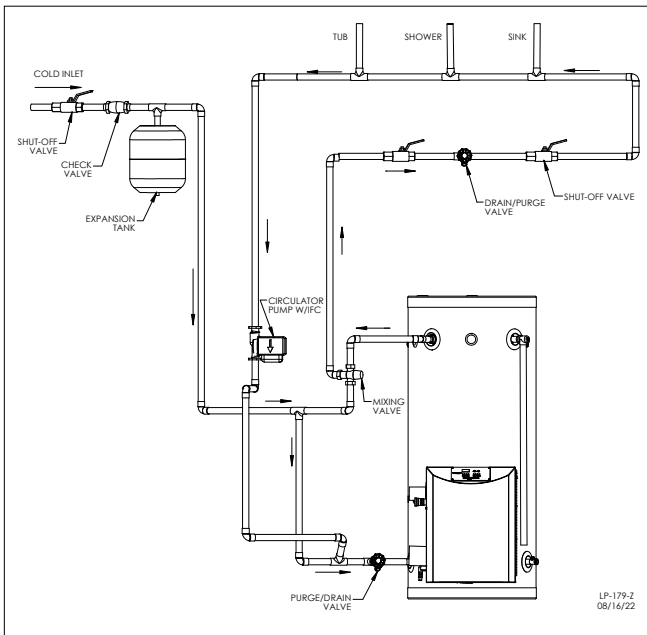 TUB
SHOWER
SINK
COLD INLET
SHUT-OFF
VALVE
CHECK
VALVE
EXPANSION
TANK
DRAIN/PURGE
VALVE
SHUT-OFF VALVE
CIRCULATOR
PUMP W/IFC
MIXING
VALVE
PURGE/DRAIN
VALVE
LP-179-Z
08/16/22